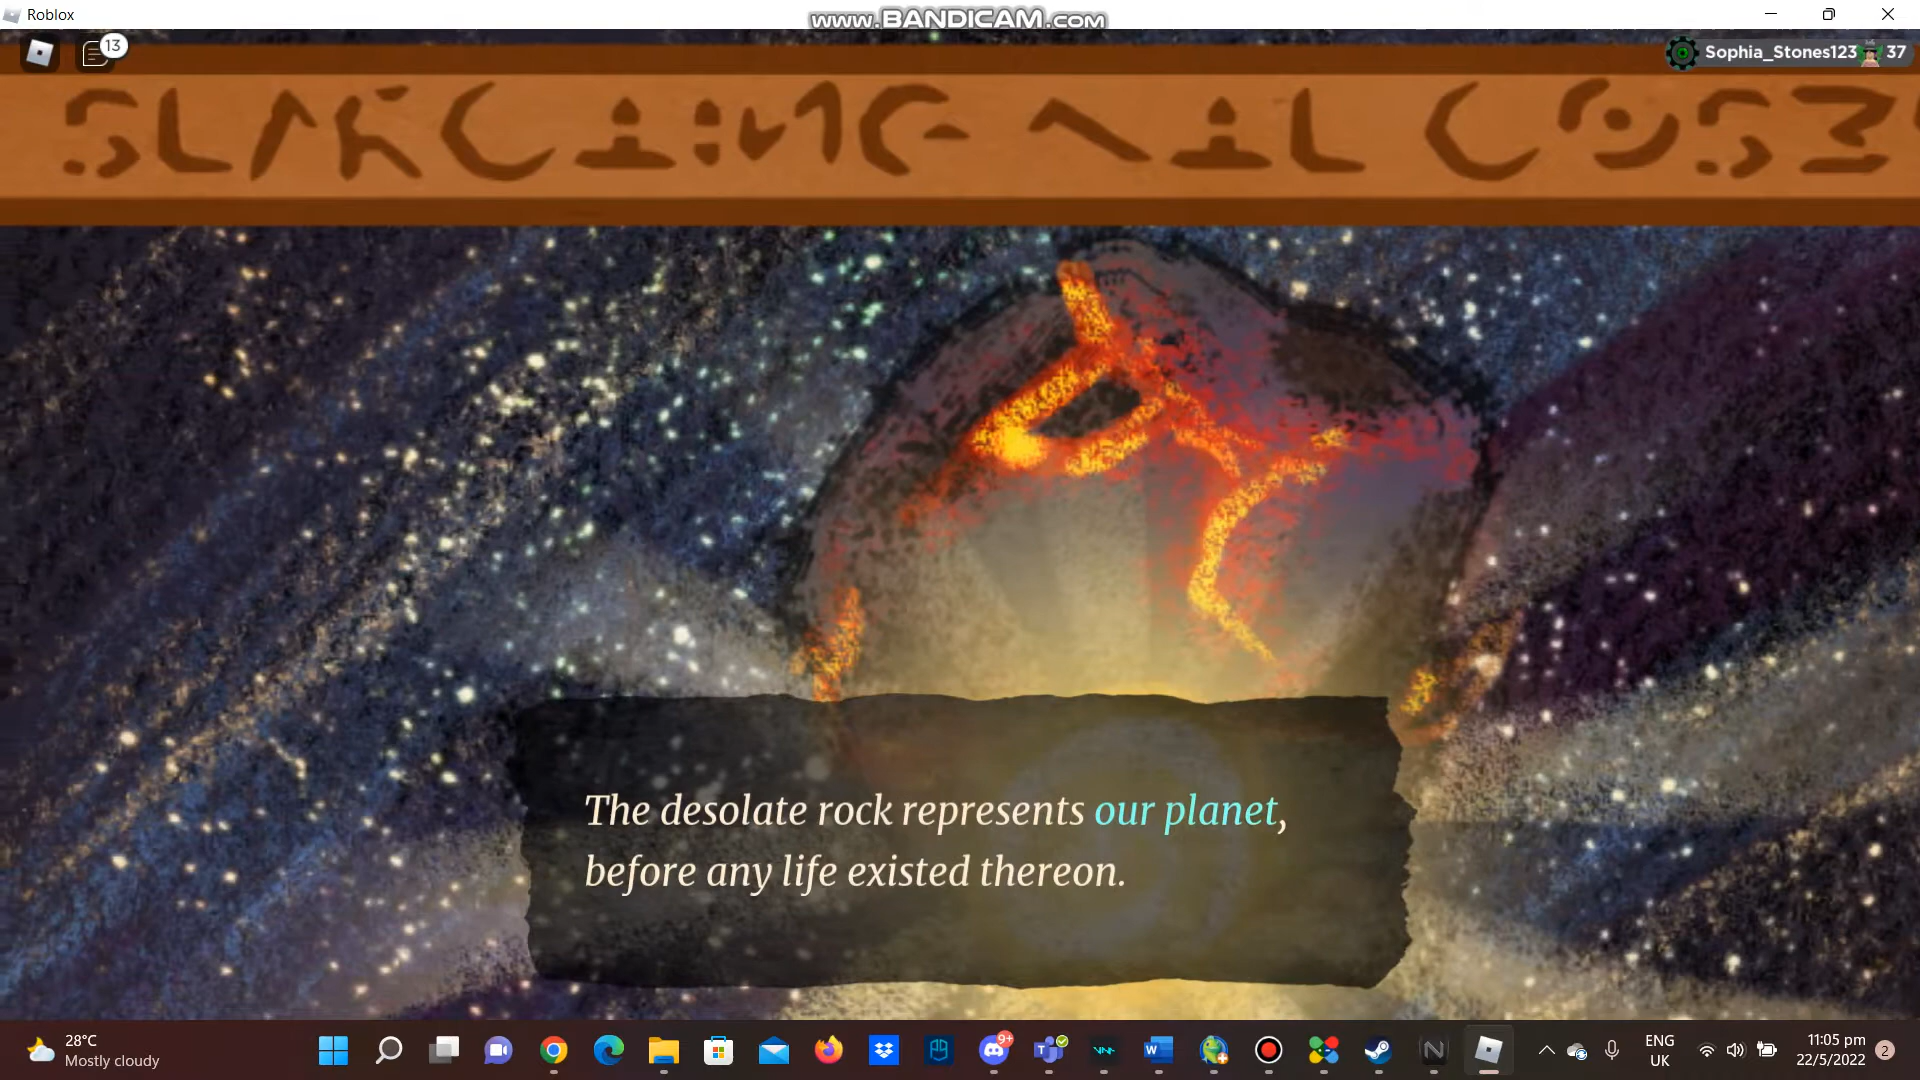 Roblox
www.BANDICAM.com
13
Sophia_Stones123
37
The desolate rock represents our planet,
before any life existed thereon.
28°C
Mostly cloudy
9+
ENG
UK
11:05 pm
22/5/2022
2